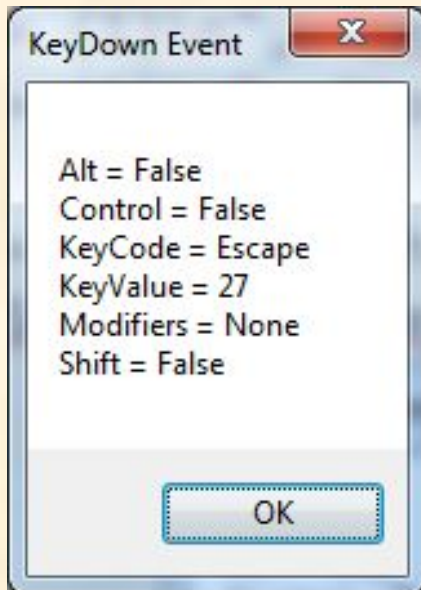 KeyDown Event
Alt = False
Control = False
KeyCode = Escape
KeyValue = 27
Modifiers = None
Shift = False
OK